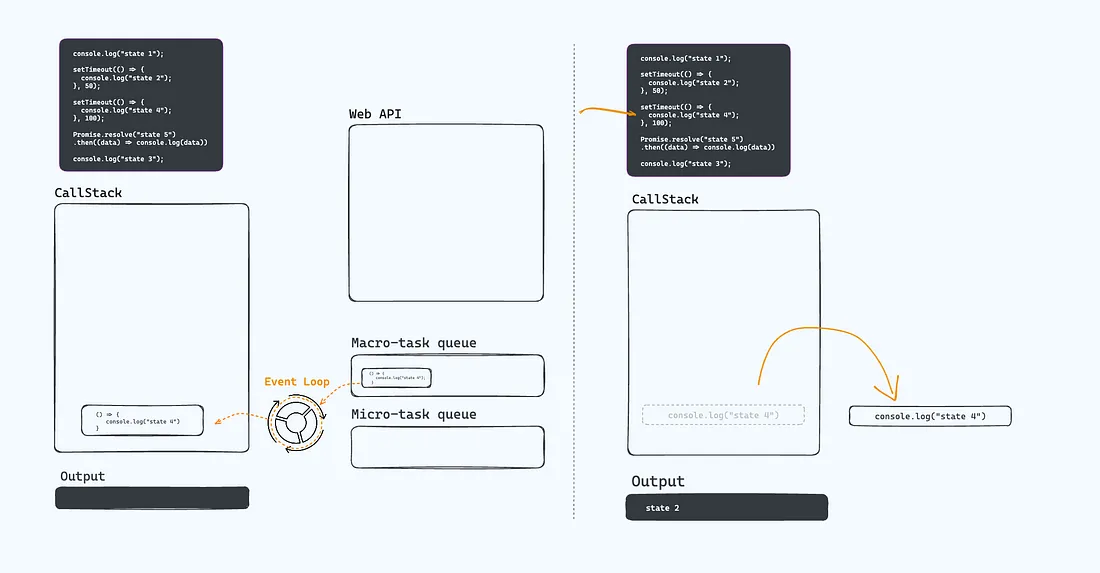 console.log("state 1");
setTimeout(() => {
console.log("state 2");
}, 50);
setTimeout(() => {
console.log("state 4");
}, 100);
Promise.resolve("state 5")
.then((data) => console.log(data))
console.log("state 3");
CallStack
() => {
console.log("state 4")
}
Output
Web API
Macro-task queue
() => {
console.log("state 4");
}
Event Loop
Micro-task queue
console.log("state 1");
setTimeout(() => {
console.log("state 2");
}, 50);
setTimeout(() => {
console.log("state 4");
}, 100);
Promise.resolve("state 5")
.then((data) => console.log(data))
console.log("state 3");
CallStack
console.log("state 4")
console.log("state 4")
Output
state 2